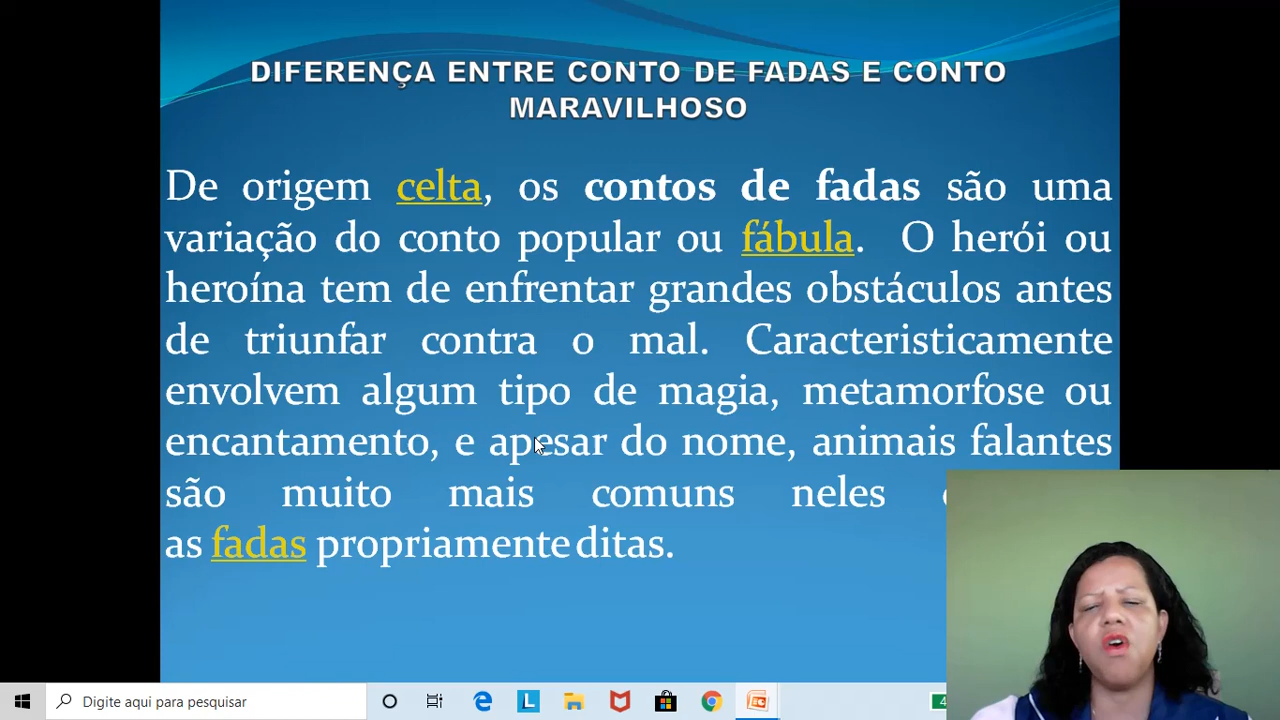 DIFERENÇA ENTRE CONTO DE FADAS E CONTO
MARAVILHOSO
De origem celta, os contos de fadas são uma
variação do conto popular ou fábula. O herói ou
heroína tem de enfrentar grandes obstáculos antes
de triunfar contra o mal. Caracteristicamente
envolvem algum tipo de magia, metamorfose ou
encantamento, e apesar do nome, animais falantes
são muito mais comuns neles
as fadas propriamente ditas.
Digite aqui para pesquisar